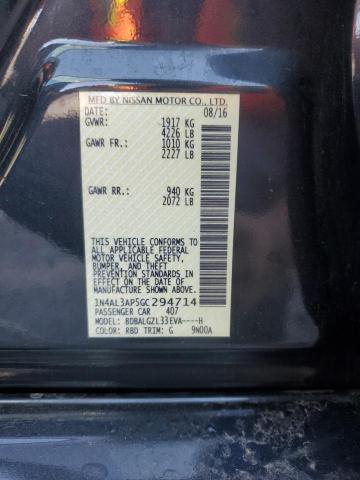 MFD BY NISSAN MOTOR CO., LTD.
DATE: 08/16
GVWR: 1917 KG
4226 LB
GAWR FR: 1010 KG
2227 LB
GAWR RR: 940 KG
2072 LB
THIS VEHICLE CONFORMS TO ALL
APPLICABLE FEDERAL
MOTOR VEHICLE SAFETY,
BUMPER, AND THEFT
PREVENTION STANDARDS
IN EFFECT ON THE DATE OF
MANUFACTURE SHOWN ABOVE.
1N4AL3AP5GC294714
PASSENGER CAR 407
MODEL: BDBALGZL33EVA----H
COLOR: RBD TRIM: G 9N00A